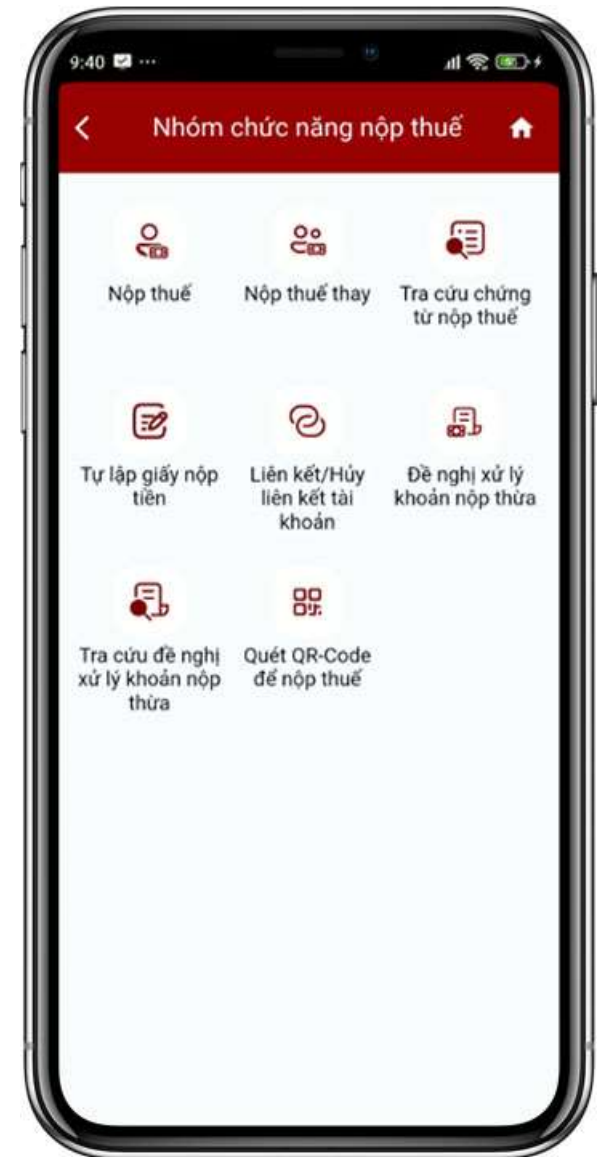 9:40
Nhóm chức năng nộp thuế
Nộp thuế
Nộp thuế thay
Tra cứu chứng
từ nộp thuế
Tự lập giấy nộp
tiền
Liên kết/Hủy
liên kết tài
khoản
Đề nghị xử lý
khoản nộp thừa
Tra cứu đề nghị
xử lý khoản nộp
thừa
Quét QR-Code
để nộp thuế